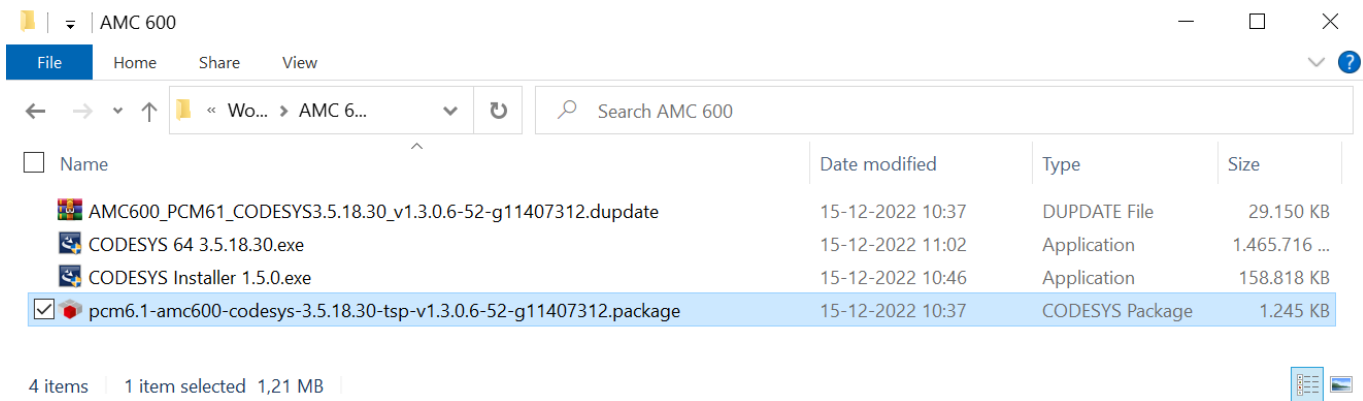 AMC 600
File Home Share View
« Wo... AMC 6... Search AMC 600
Name Date modified Type Size
AMC600_PCM61_CODESYS3.5.18.30_v1.3.0.6-52-g11407312.dupdate 15-12-2022 10:37 DUPDATE File 29.150 KB
CODESYS 64 3.5.18.30.exe 15-12-2022 11:02 Application 1.465.716 ...
CODESYS Installer 1.5.0.exe 15-12-2022 10:46 Application 158.818 KB
pcm6.1-amc600-codesys-3.5.18.30-tsp-v1.3.0.6-52-g11407312.package 15-12-2022 10:37 CODESYS Package 1.245 KB
4 items 1 item selected 1,21 MB